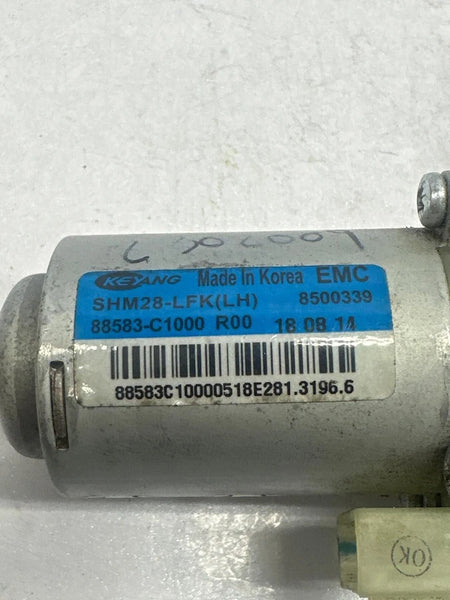 KEYANG Made In Korea EMC
SHM28-LFK(LH) 8500339
88583-C1000 R00 18 08 14
88583C10000518E281.3196.6
OK